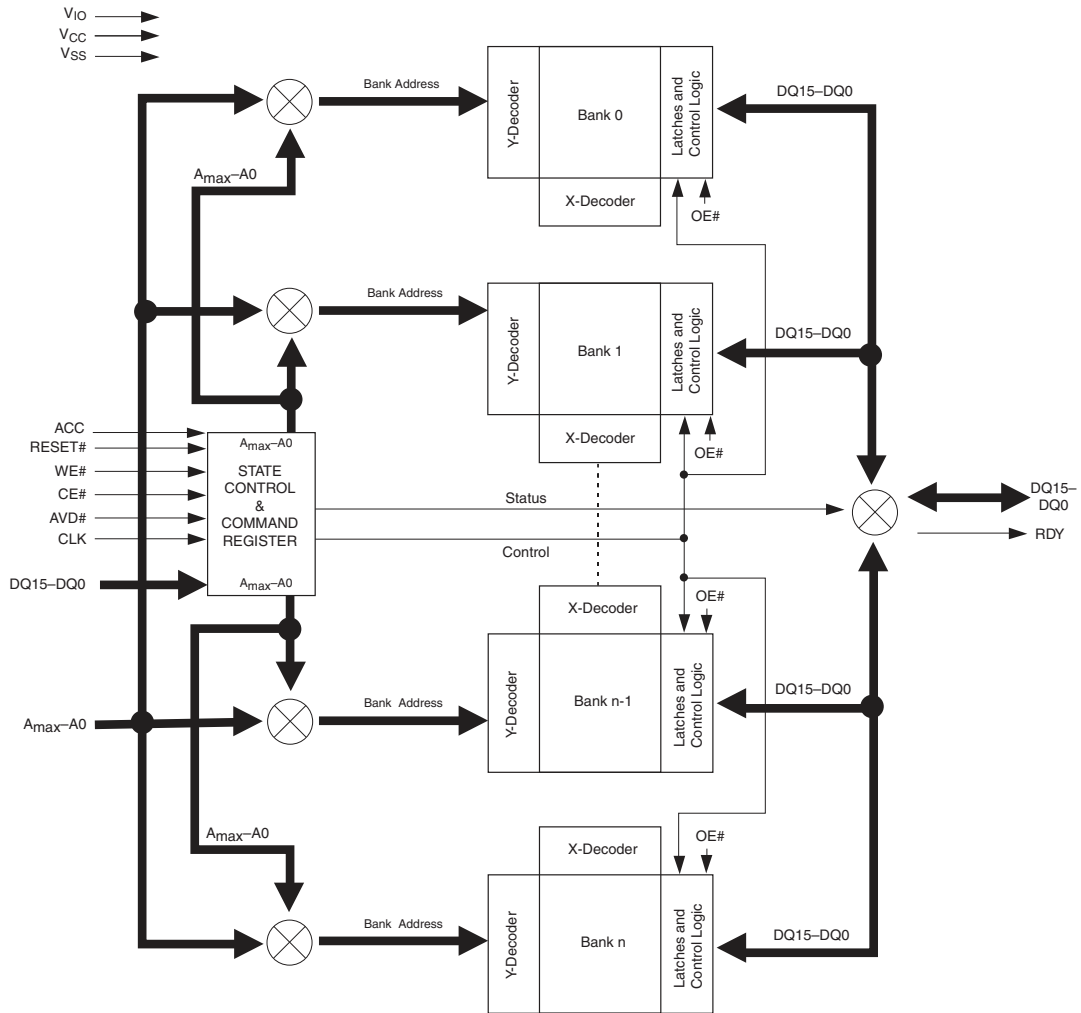 VIO
VCC
VSS
Bank Address
Y-Decoder
Bank 0
Latches and
Control Logic
DQ15–DQ0
X-Decoder
OE#
Amax–A0
Bank Address
Y-Decoder
Bank 1
Latches and
Control Logic
DQ15–DQ0
X-Decoder
OE#
ACC
RESET#
WE#
CE#
AVD#
CLK
DQ15–DQ0
Amax–A0
STATE
CONTROL
&
COMMAND
REGISTER
Amax–A0
Status
Control
DQ15–
DQ0
RDY
X-Decoder
OE#
Amax–A0
Bank Address
Y-Decoder
Bank n-1
Latches and
Control Logic
DQ15–DQ0
Amax–A0
X-Decoder
OE#
Bank Address
Y-Decoder
Bank n
Latches and
Control Logic
DQ15–DQ0